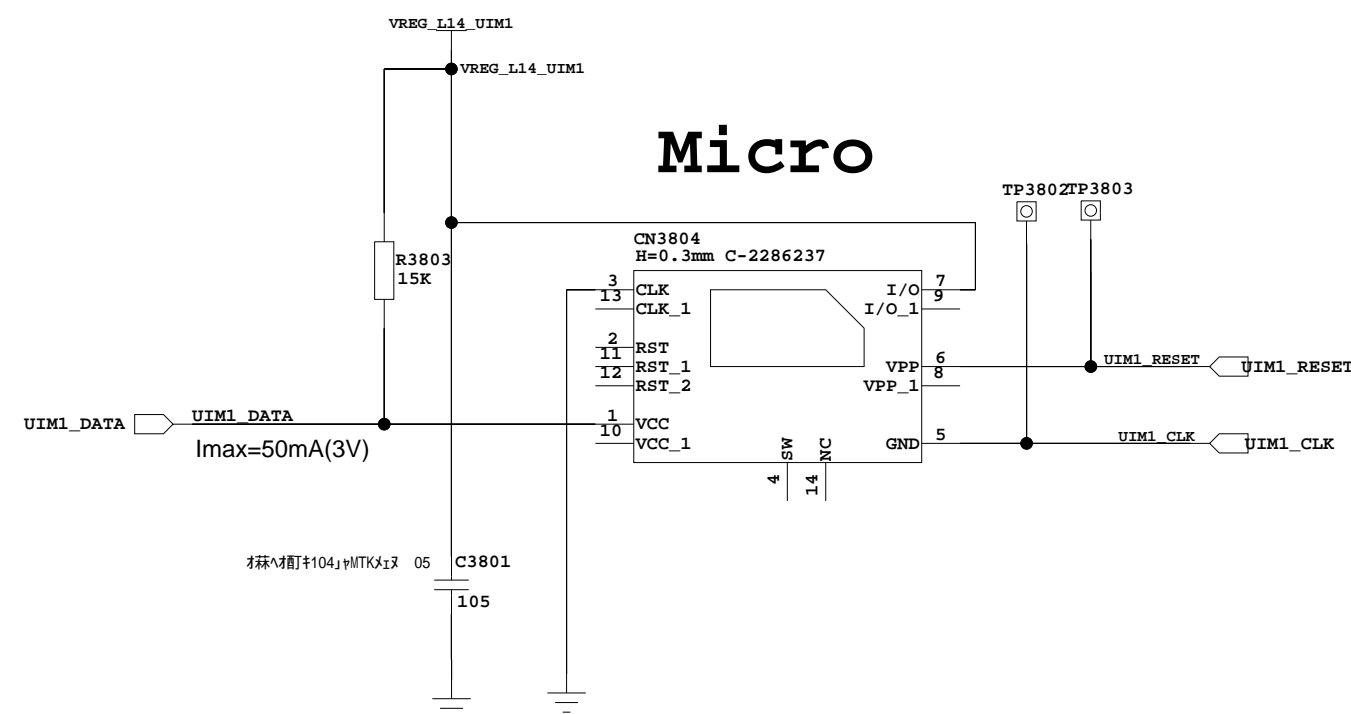 VREG_L14_UIM1
VREG_L14_UIM1
Micro
TP3802
TP3803
CN3804
H=0.3mm C-2286237
R3803
15K
3 CLK
13 CLK_1
2 RST
11 RST_1
12 RST_2
1 VCC
10 VCC_1
I/O 7
I/O_1 9
VPP 6
VPP_1 8
GND 5
SW
4
NC
14
UIM1_RESET
UIM1_RESET
UIM1_CLK
UIM1_CLK
UIM1_DATA
UIM1_DATA
Imax=50mA(3V)
05
C3801
105